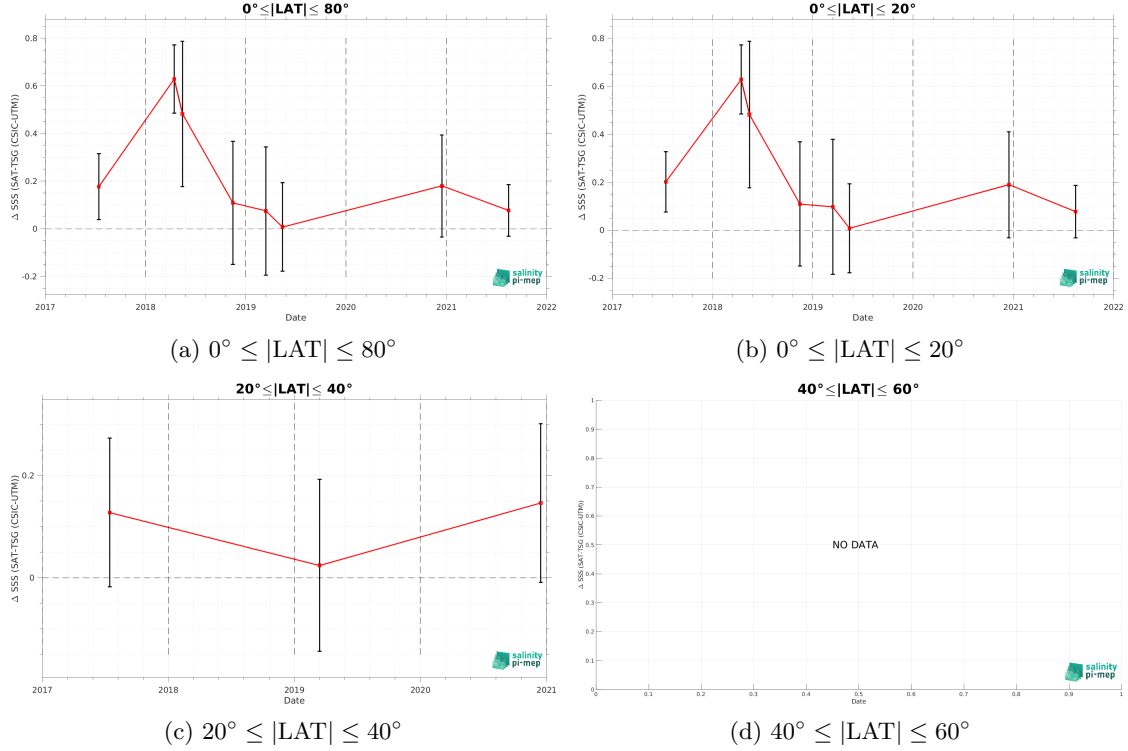 0°≤|LAT|≤ 80°
Δ SSS (SAT-TSG (CSIC-UTM))
0.8
0.6
0.4
0.2
0
-0.2
2017 2018 2019 2020 2021 2022
Date
salinity
pi-mep
(a) 0° ≤ |LAT| ≤ 80°
0°≤|LAT|≤ 20°
Δ SSS (SAT-TSG (CSIC-UTM))
0.8
0.6
0.4
0.2
0
-0.2
2017 2018 2019 2020 2021 2022
Date
salinity
pi-mep
(b) 0° ≤ |LAT| ≤ 20°
20°≤|LAT|≤ 40°
Δ SSS (SAT-TSG (CSIC-UTM))
0.2
0
2017 2018 2019 2020 2021
Date
salinity
pi-mep
(c) 20° ≤ |LAT| ≤ 40°
40°≤|LAT|≤ 60°
Δ SSS (SAT-TSG (CSIC-UTM))
1
0.9
0.8
0.7
0.6
0.5
0.4
0.3
0.2
0.1
0
NO DATA
0 0.1 0.2 0.3 0.4 0.5 0.6 0.7 0.8 0.9 1
Date
salinity
pi-mep
(d) 40° ≤ |LAT| ≤ 60°